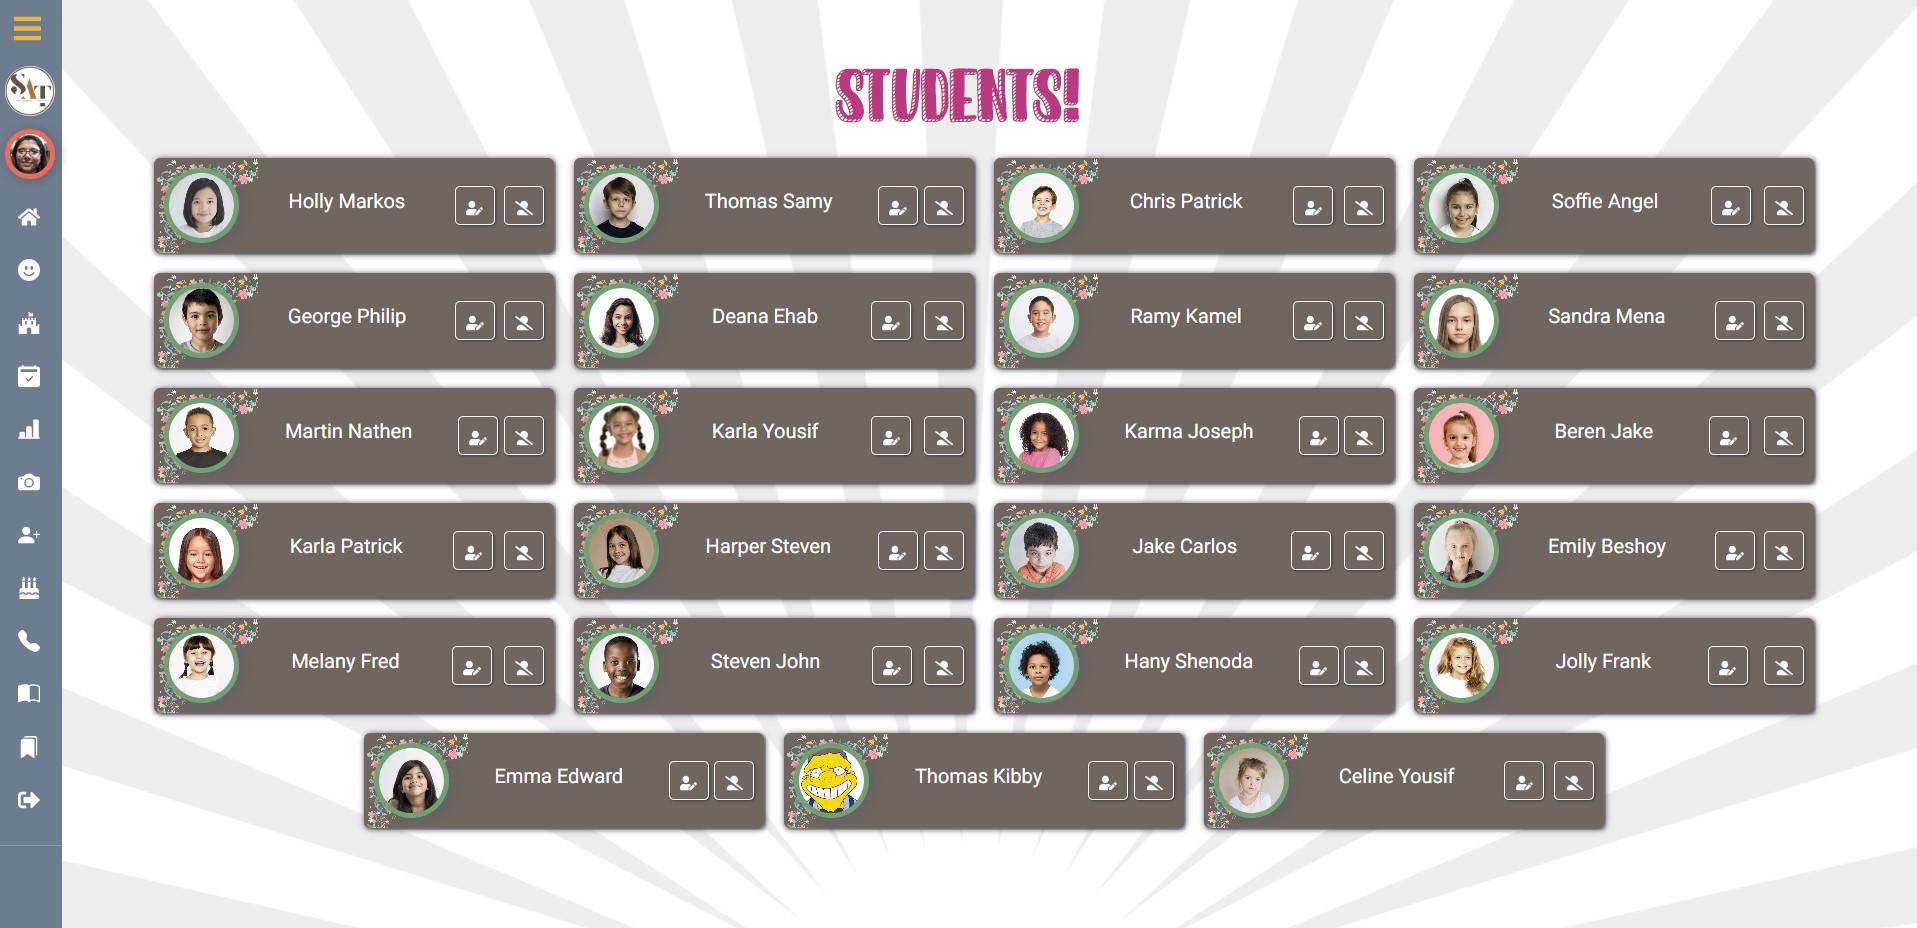 SAT
STUDENTS!
Holly Markos
Thomas Samy
Chris Patrick
Soffie Angel
George Philip
Deana Ehab
Ramy Kamel
Sandra Mena
Martin Nathen
Karla Yousif
Karma Joseph
Beren Jake
Karla Patrick
Harper Steven
Jake Carlos
Emily Beshoy
Melany Fred
Steven John
Hany Shenoda
Jolly Frank
Emma Edward
Thomas Kibby
Celine Yousif